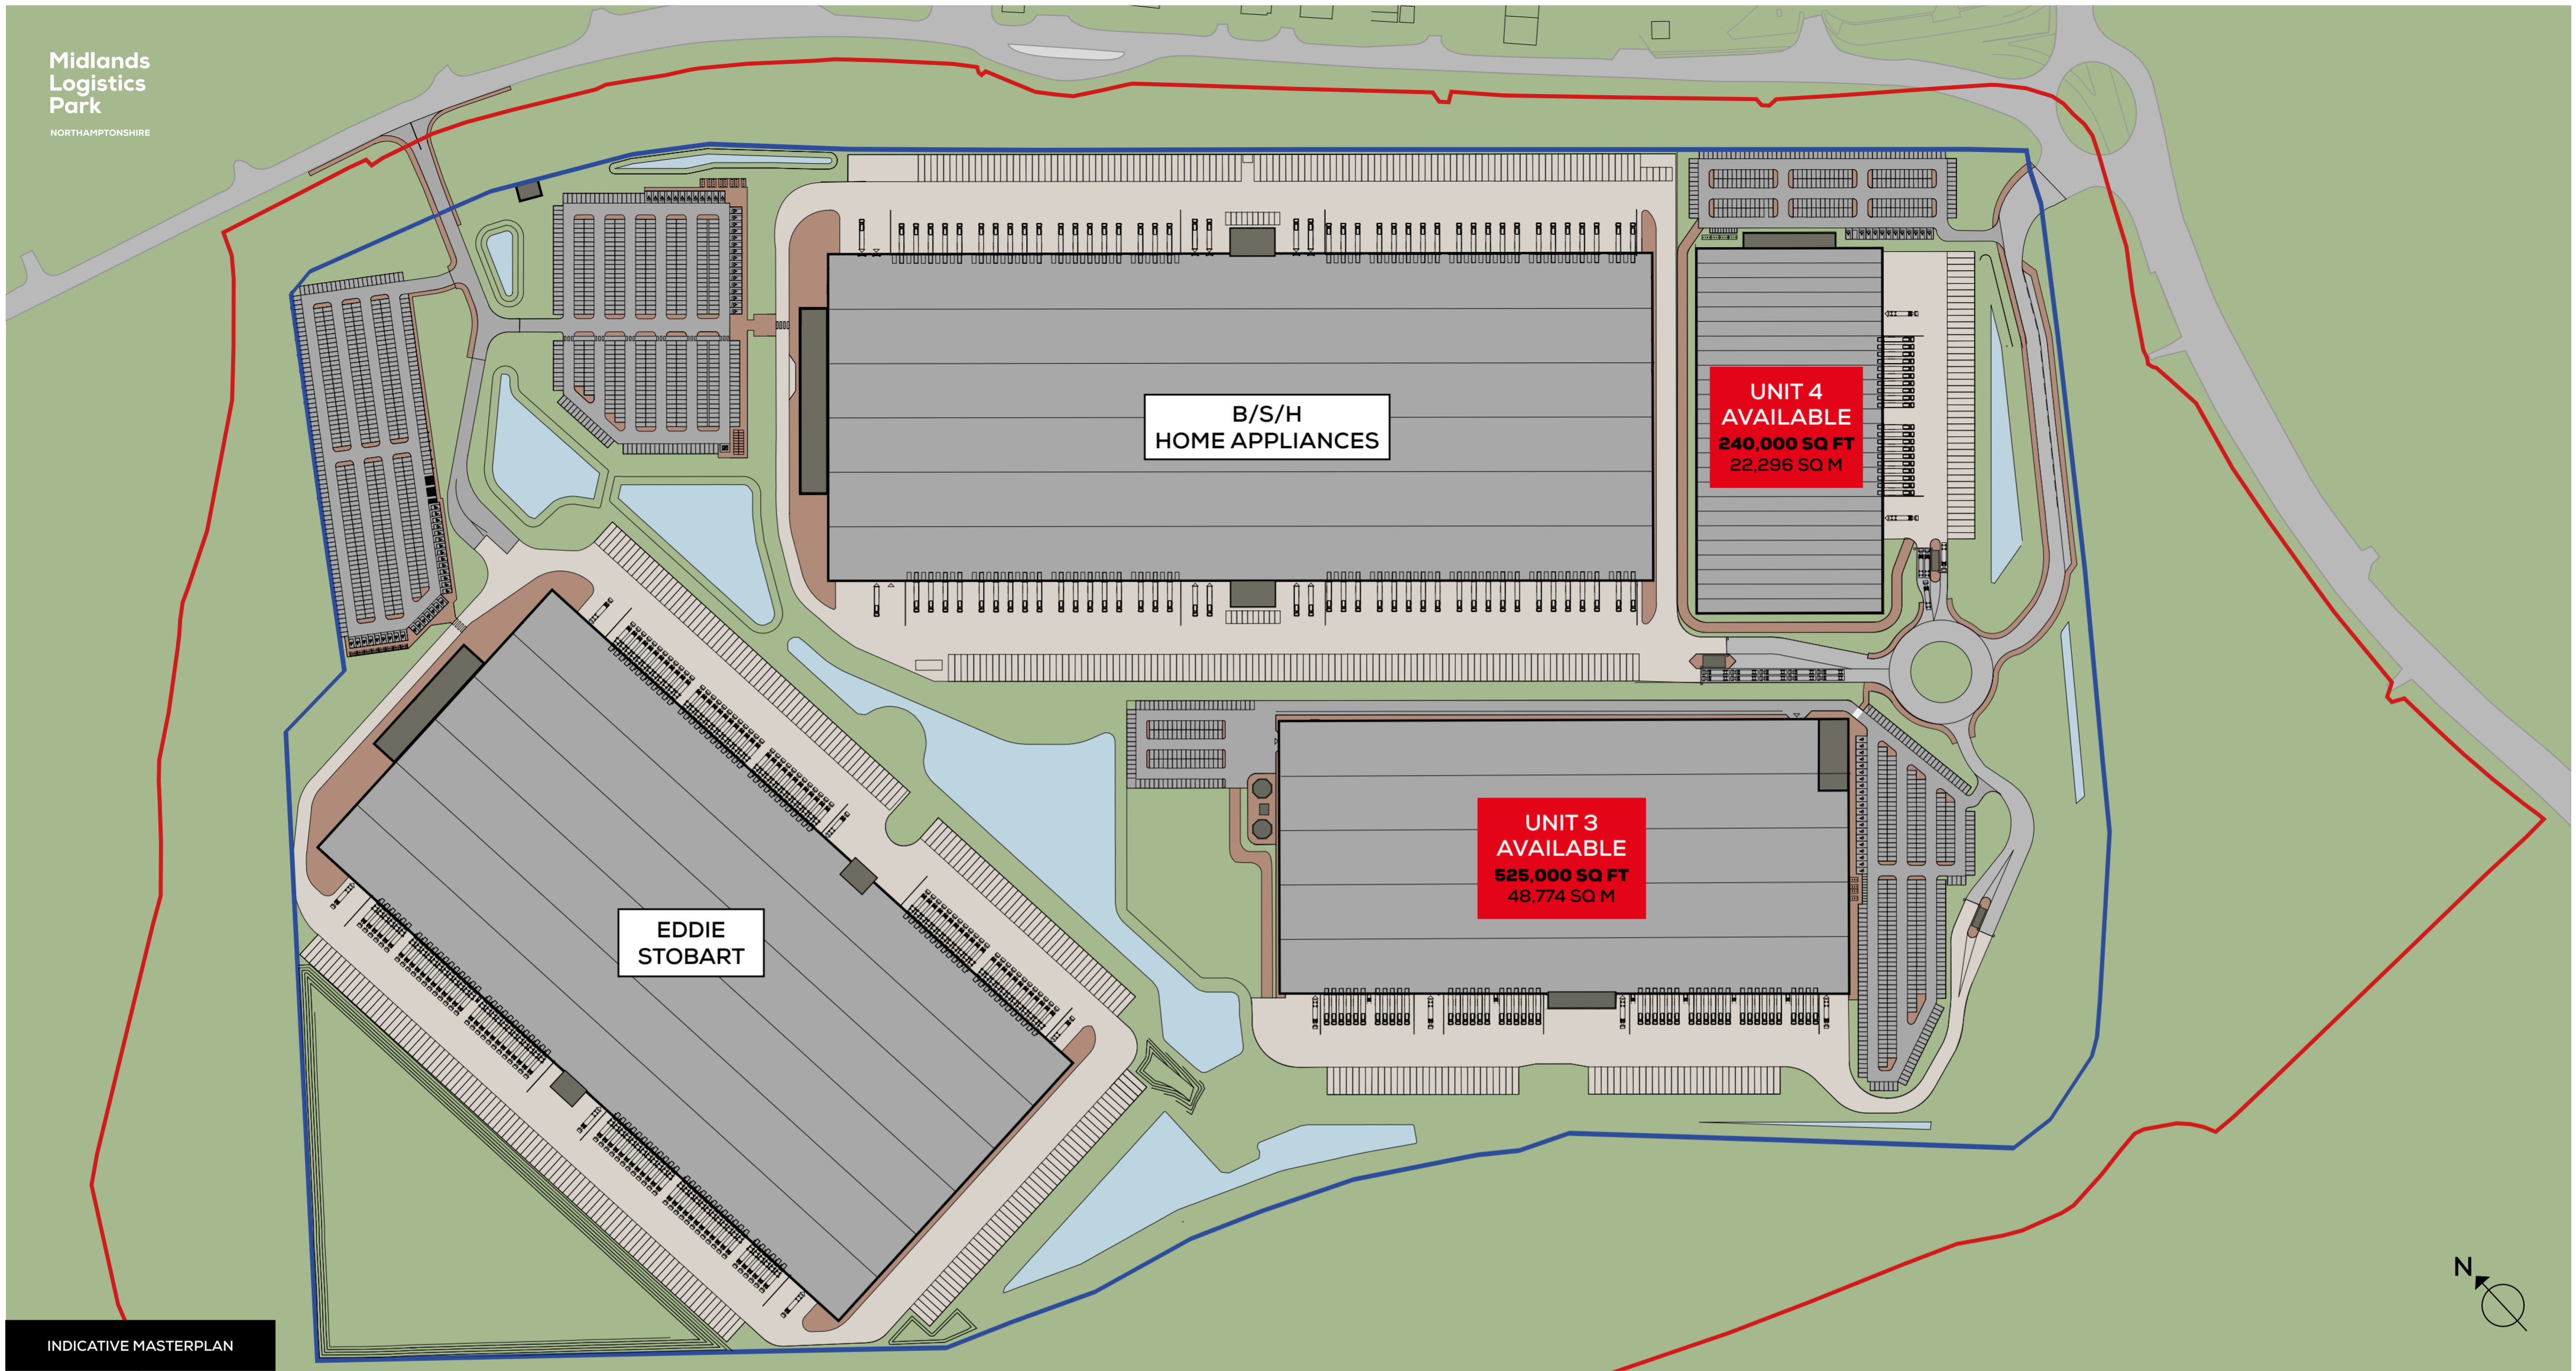 Midlands
Logistics
Park
NORTHAMPTONSHIRE
B/S/H
HOME APPLIANCES
UNIT 4
AVAILABLE
240,000 SQ FT
22,296 SQ M
UNIT 3
AVAILABLE
525,000 SQ FT
48,774 SQ M
EDDIE
STOBART
N
INDICATIVE MASTERPLAN